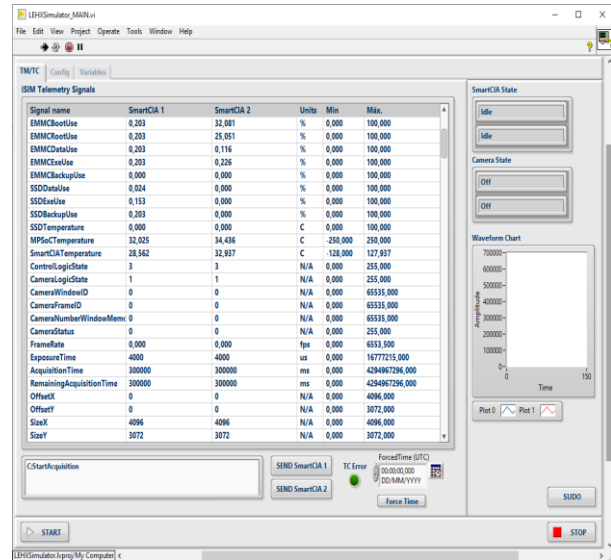 LEHXSimulator_MAIN.vi
File Edit View Project Operate Tools Window Help
TM/TC Config Variables
iSIM Telemetry Signals
Signal name SmartCIA 1 SmartCIA 2 Units Min Máx.
EMMCBootUse 0,203 32,081 % 0,000 100,000
EMMCRootUse 0,203 25,051 % 0,000 100,000
EMMCDataUse 0,203 0,116 % 0,000 100,000
EMMCExeUse 0,203 0,226 % 0,000 100,000
EMMCBackupUse 0,000 0,000 % 0,000 100,000
SSDDataUse 0,024 0,000 % 0,000 100,000
SSDExeUse 0,153 0,000 % 0,000 100,000
SSDBackupUse 0,203 0,000 % 0,000 100,000
SSDTemperature 0,000 0,000 C 0,000 100,000
MPSoCTemperature 32,025 34,436 C -250,000 250,000
SmartCIATemperature 28,562 32,937 C -128,000 127,937
ControlLogicState 3 3 N/A 0,000 255,000
CameraLogicState 1 1 N/A 0,000 255,000
CameraWindowID 0 0 N/A 0,000 65535,000
CameraFrameID 0 0 N/A 0,000 65535,000
CameraNumberWindowMemc 0 0 N/A 0,000 65535,000
CameraStatus 0 0 N/A 0,000 255,000
FrameRate 0,000 0,000 fps 0,000 6553,500
ExposureTime 4000 4000 us 0,000 16777215,000
AcquisitionTime 300000 300000 ms 0,000 4294967296,000
RemainingAcquisitionTime 300000 300000 ms 0,000 4294967296,000
OffsetX 0 0 N/A 0,000 4096,000
OffsetY 0 0 N/A 0,000 3072,000
SizeX 4096 4096 N/A 0,000 4096,000
SizeY 3072 3072 N/A 0,000 3072,000
SmartCIA State
Idle
Idle
Camera State
Off
Off
Waveform Chart
Amplitude
700000
600000
500000
400000
300000
200000
100000
0
0 150
Time
Plot 0 Plot 1
C:StartAcquisition
SEND SmartCIA 1
SEND SmartCIA 2
TC Error
ForcedTime (UTC)
00:00:00,000
DD/MM/YYYY
Force Time
SUDO
START
STOP
LEHXSimulator.lvproj/My Computer